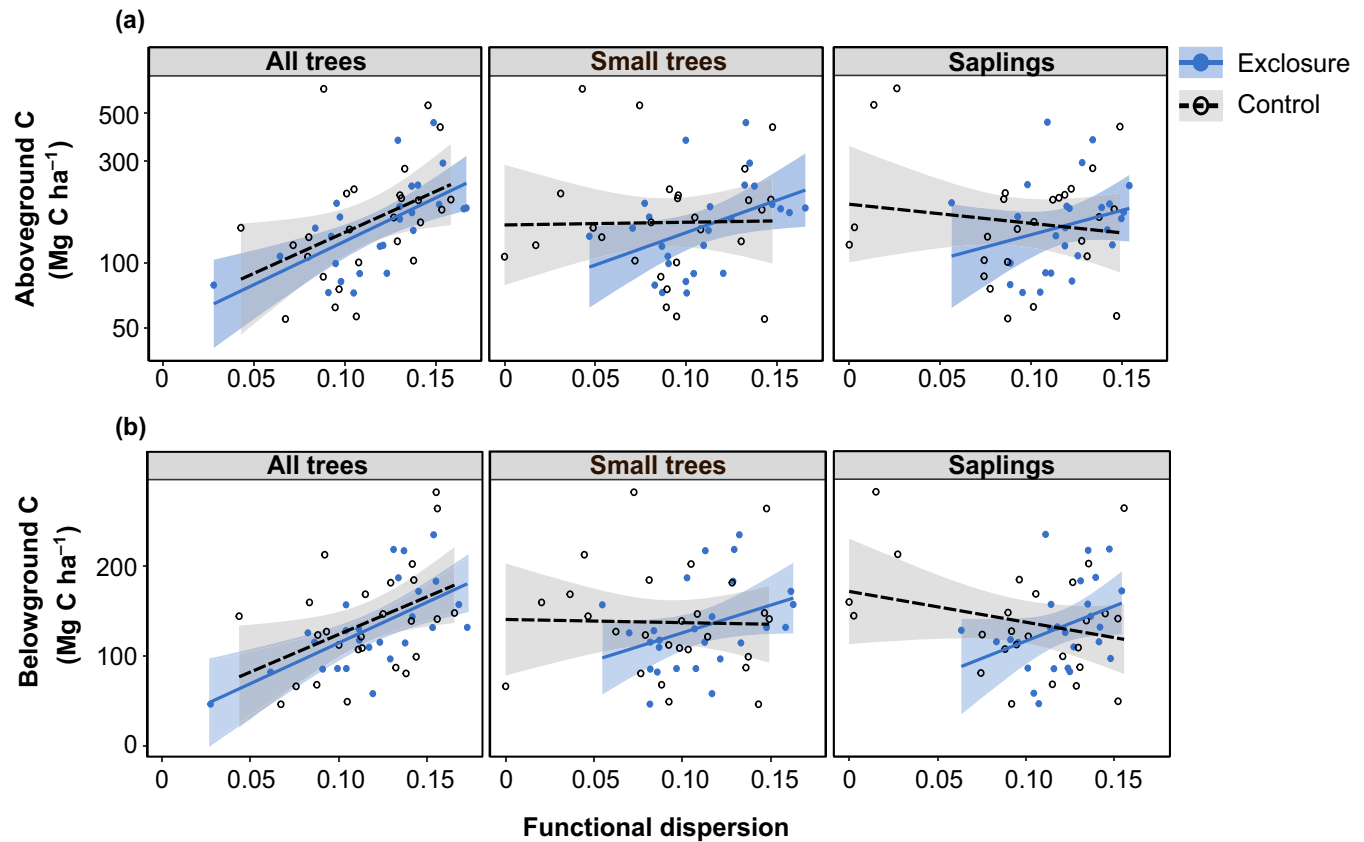 (a)
All trees
Small trees
Saplings
Exclosure
Control
Aboveground C
(Mg C ha⁻¹)
500
300
100
50
0 0.05 0.10 0.15
0 0.05 0.10 0.15
0 0.05 0.10 0.15
(b)
All trees
Small trees
Saplings
Belowground C
(Mg C ha⁻¹)
200
100
0
0 0.05 0.10 0.15
0 0.05 0.10 0.15
0 0.05 0.10 0.15
Functional dispersion